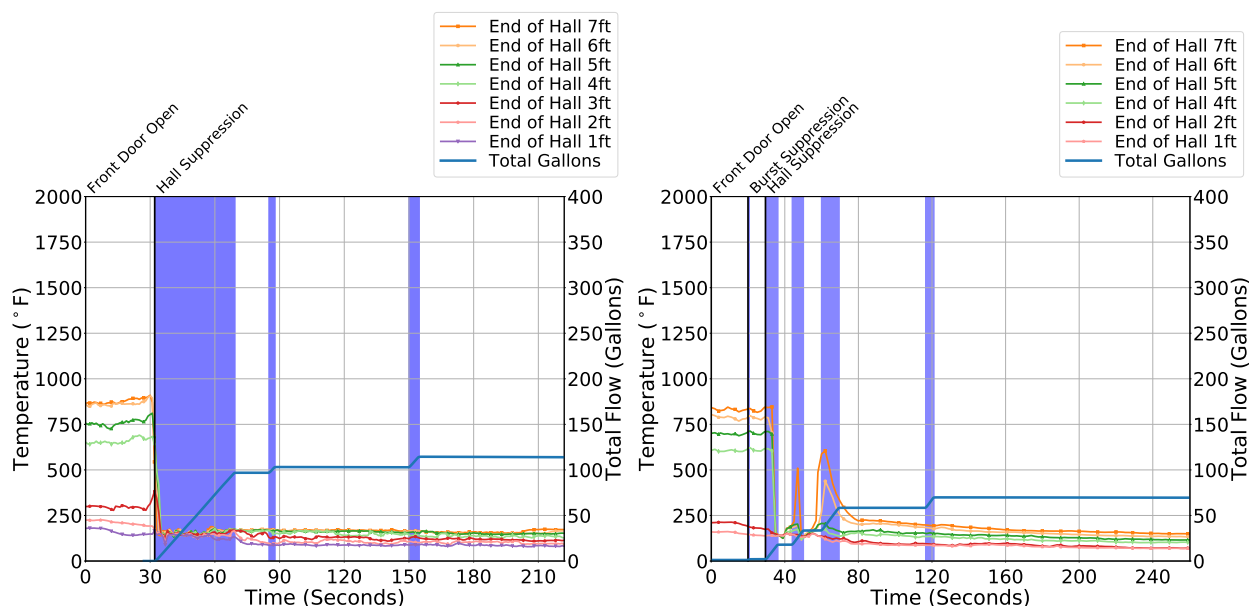 End of Hall 7ft
End of Hall 6ft
End of Hall 5ft
End of Hall 4ft
End of Hall 3ft
End of Hall 2ft
End of Hall 1ft
Total Gallons
Front Door Open
Hall Suppression
2000
1750
1500
1250
1000
750
500
250
0
Temperature (°F)
400
350
300
250
200
150
100
50
0
Total Flow (Gallons)
0 30 60 90 120 150 180 210
Time (Seconds)
End of Hall 7ft
End of Hall 6ft
End of Hall 5ft
End of Hall 4ft
End of Hall 2ft
End of Hall 1ft
Total Gallons
Front Door Open
Burst Suppression
Hall Suppression
2000
1750
1500
1250
1000
750
500
250
0
Temperature (°F)
400
350
300
250
200
150
100
50
0
Total Flow (Gallons)
0 40 80 120 160 200 240
Time (Seconds)